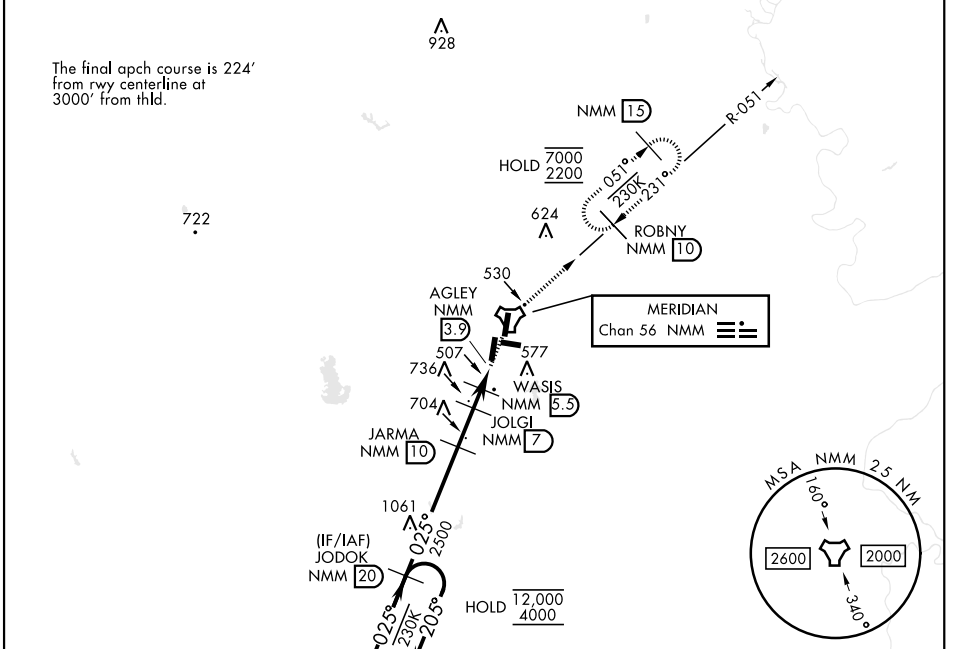 928
The final apch course is 224'
from rwy centerline at
3000' from thld.
722
NMM 15
R-051
HOLD 7000
2200
051°
230K
231°
624
ROBNY
NMM 10
530
AGLEY
NMM
3.9
MERIDIAN
Chan 56 NMM
507
577
736
WASIS
NMM 5.5
704
JOLGI
NMM 7
JARMA
NMM 10
1061
025°
2500
(IF/IAF)
JODOK
NMM 20
025°
230K
205°
HOLD 12,000
4000
MSA NMM 25 NM
160°
2600
2000
340°